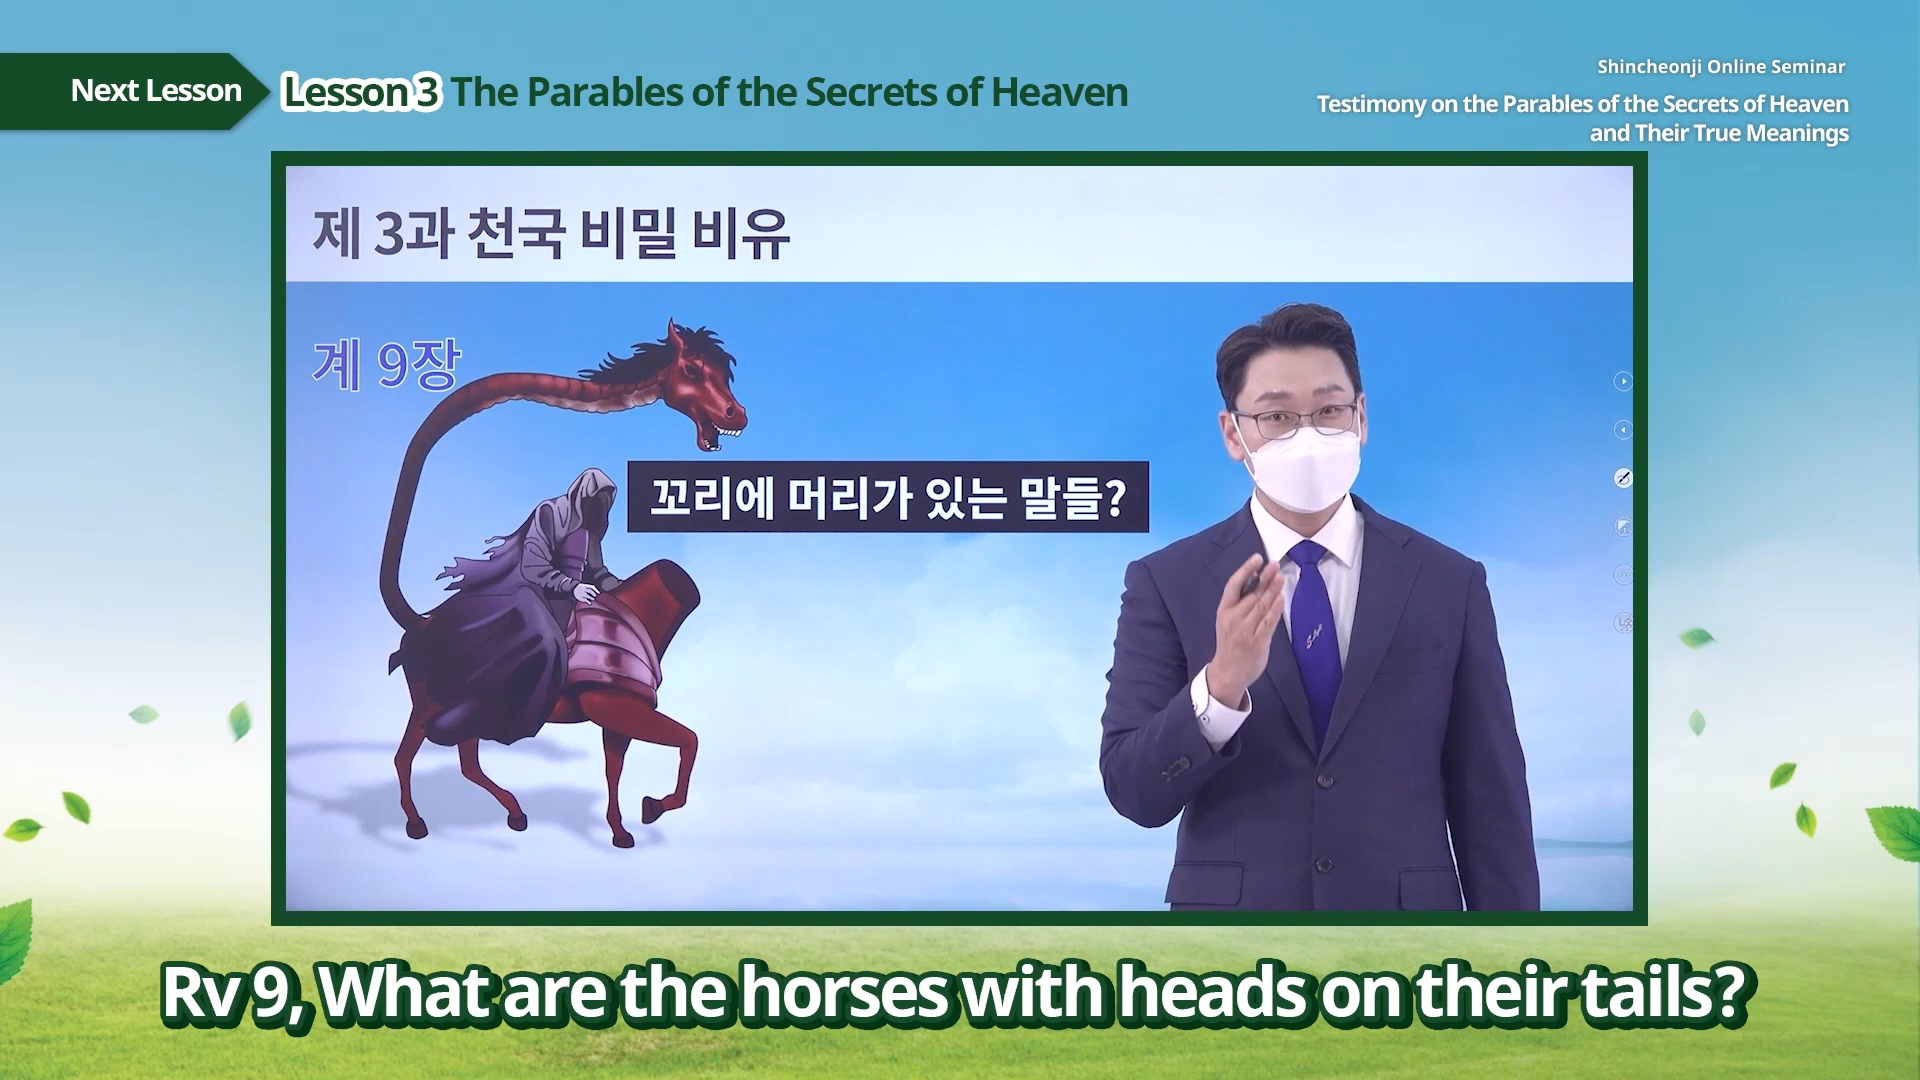 Next Lesson
Lesson 3 The Parables of the Secrets of Heaven
Shincheonji Online Seminar
Testimony on the Parables of the Secrets of Heaven
and Their True Meanings
제 3과 천국 비밀 비유
계 9장
꼬리에 머리가 있는 말들?
Rv 9, What are the horses with heads on their tails?